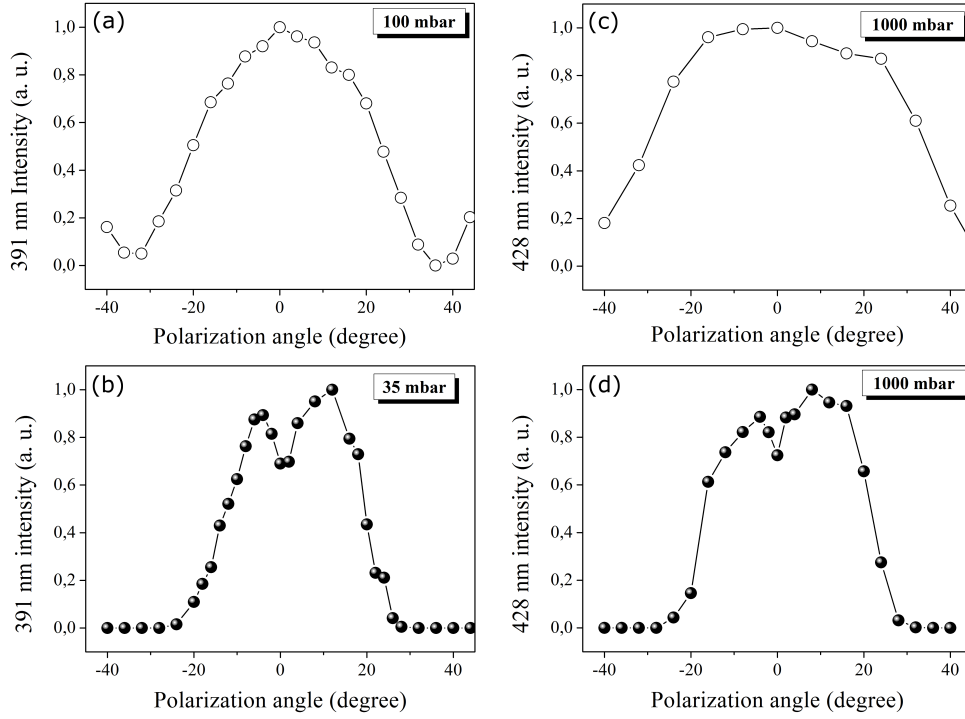 (a)
100 mbar
391 nm Intensity (a. u.)
1,0
0,8
0,6
0,4
0,2
0,0
-40
-20
0
20
40
Polarization angle (degree)
(c)
1000 mbar
428 nm intensity (a. u.)
1,0
0,8
0,6
0,4
0,2
0,0
-40
-20
0
20
40
Polarization angle (degree)
(b)
35 mbar
391 nm intensity (a. u.)
1,0
0,8
0,6
0,4
0,2
0,0
-40
-20
0
20
40
Polarization angle (degree)
(d)
1000 mbar
428 nm intensity (a. u.)
1,0
0,8
0,6
0,4
0,2
0,0
-40
-20
0
20
40
Polarization angle (degree)